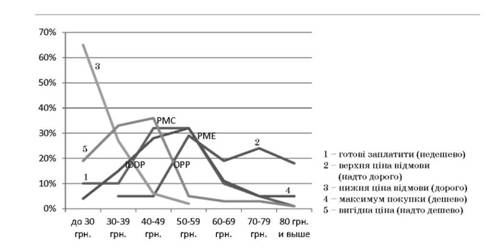 70%
60%
50%
40%
30%
20%
10%
0%
3
PMC
PME
2
5
IDDP
OPP
1
4
до 30 грн.
30-39 грн.
40-49 грн.
50-59 грн.
60-69 грн.
70-79 грн.
80 грн. и выше
1 – готові заплатити (недешево)
2 – верхня ціна відмови
(надто дорого)
3 – нижня ціна відмови (дорого)
4 – максимум покупки (дешево)
5 – вигідна ціна (надто дешево)